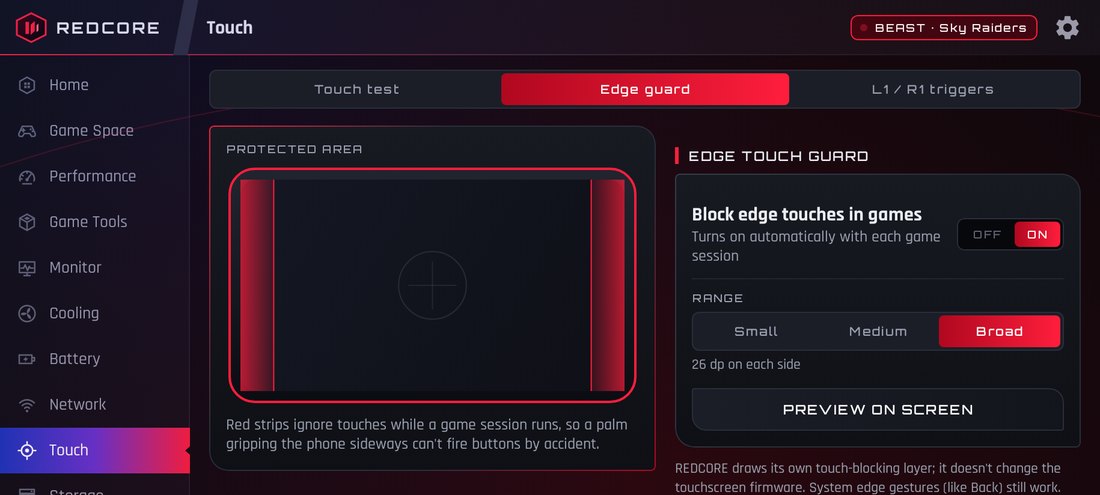 REDCORE
Touch
BEAST · Sky Raiders
Home
Game Space
Performance
Game Tools
Monitor
Cooling
Battery
Network
Touch
Storage
Touch test
Edge guard
L1 / R1 triggers
PROTECTED AREA
Red strips ignore touches while a game session runs, so a palm
gripping the phone sideways can't fire buttons by accident.
EDGE TOUCH GUARD
Block edge touches in games
Turns on automatically with each game
session
OFF
ON
RANGE
Small
Medium
Broad
26 dp on each side
PREVIEW ON SCREEN
REDCORE draws its own touch-blocking layer; it doesn't change the
touchscreen firmware. System edge gestures (like Back) still work.